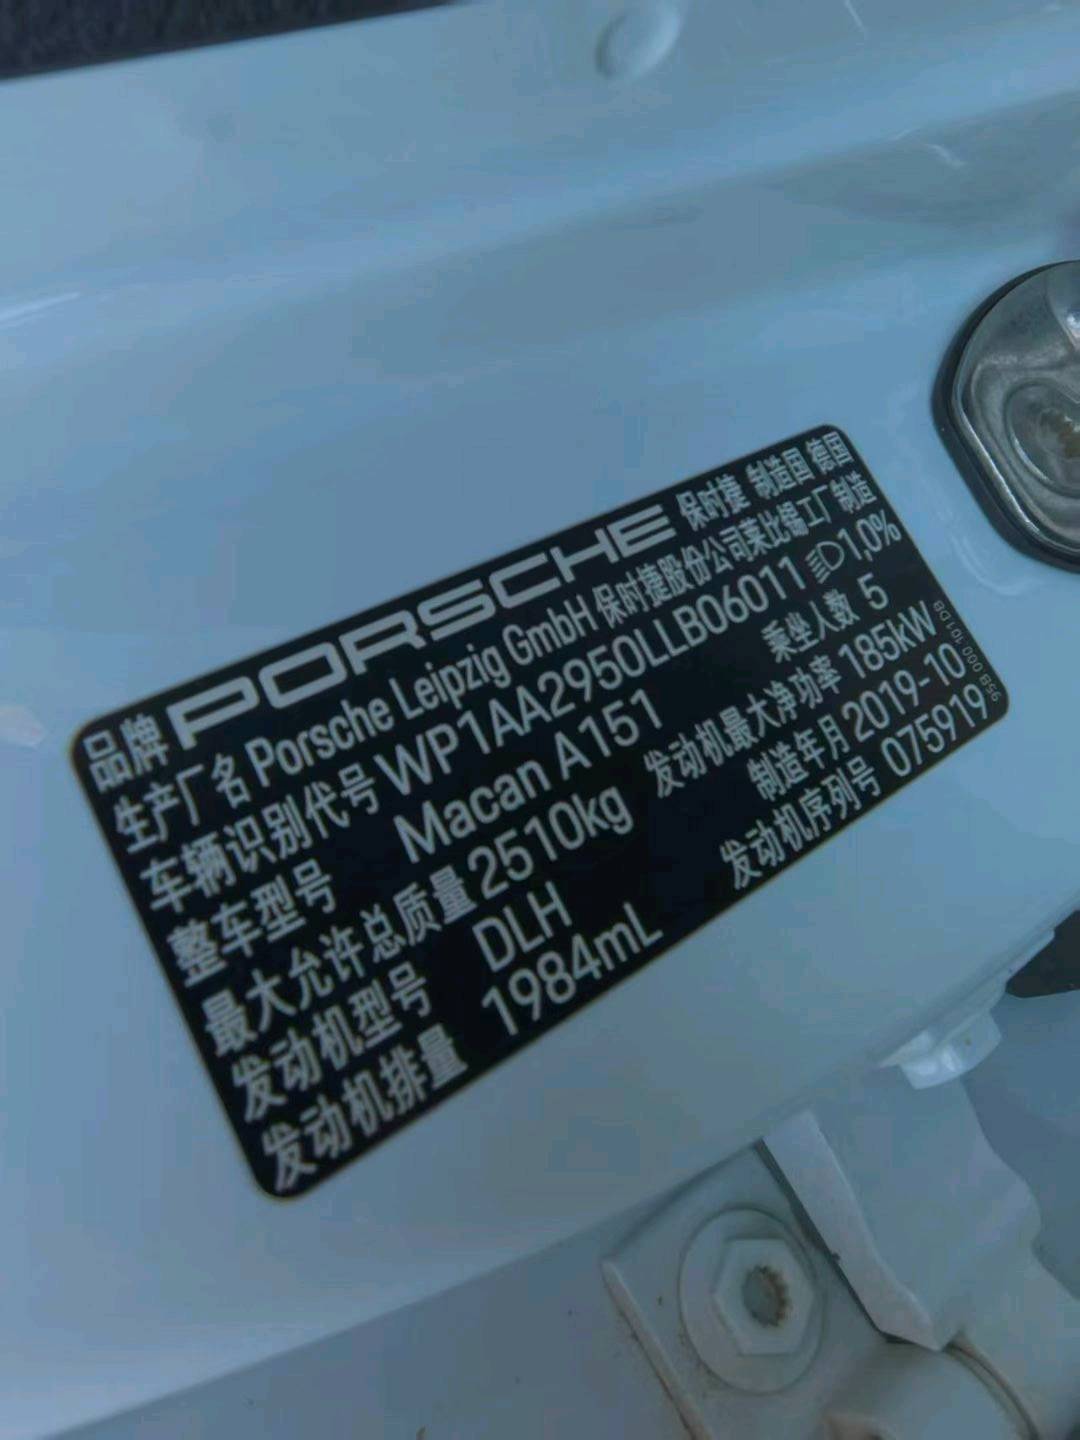 品牌 PORSCHE 保时捷 制造国 德国
生产厂名 Porsche Leipzig GmbH 保时捷股份公司莱比锡工厂制造
车辆识别代号 WP1AA2950LLB06011 1,0%
整车型号 Macan A151 乘坐人数 5
最大允许总质量 2510kg 发动机最大净功率 185kW
发动机型号 DLH 制造年月 2019-10
发动机排量 1984mL 发动机序列号 075919
95B 000 101 DB